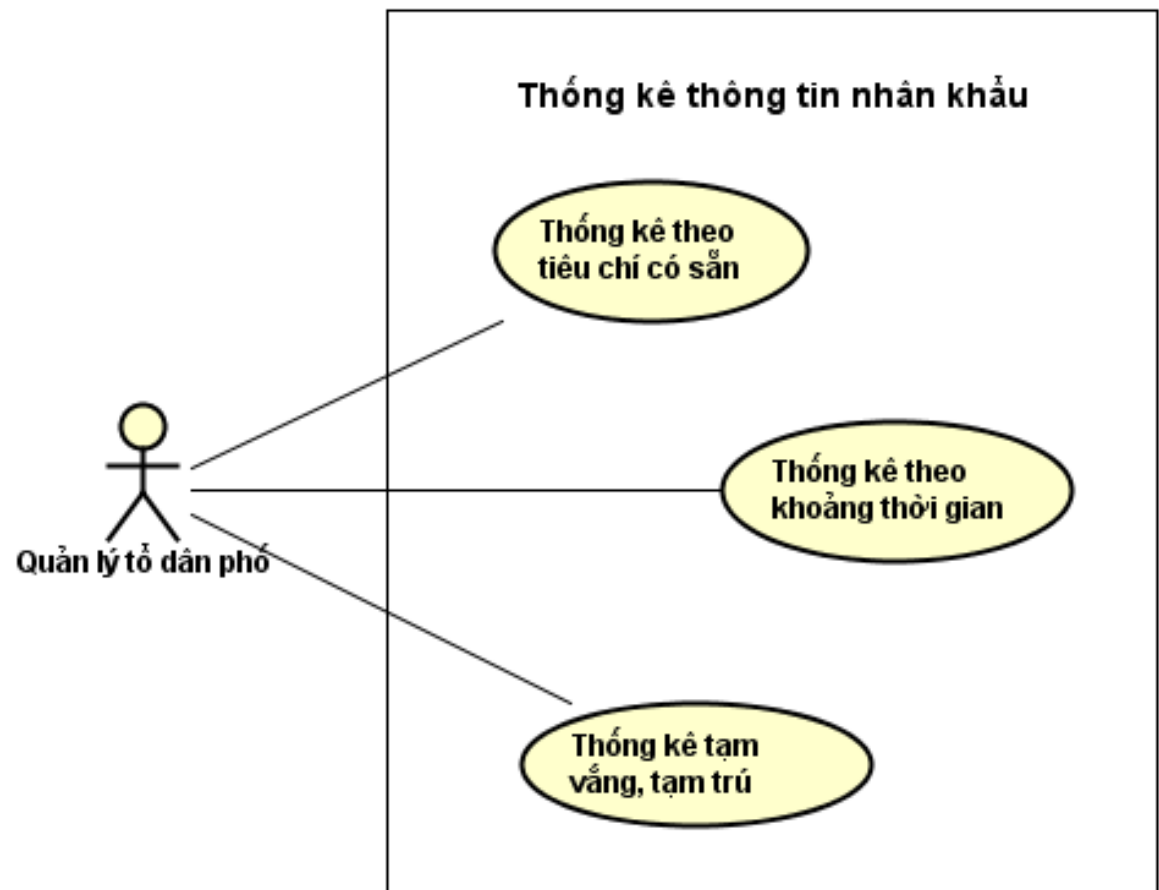 Thống kê thông tin nhân khẩu
Thống kê theo
tiêu chí có sẵn
Thống kê theo
khoảng thời gian
Quản lý tổ dân phố
Thống kê tạm
vắng, tạm trú